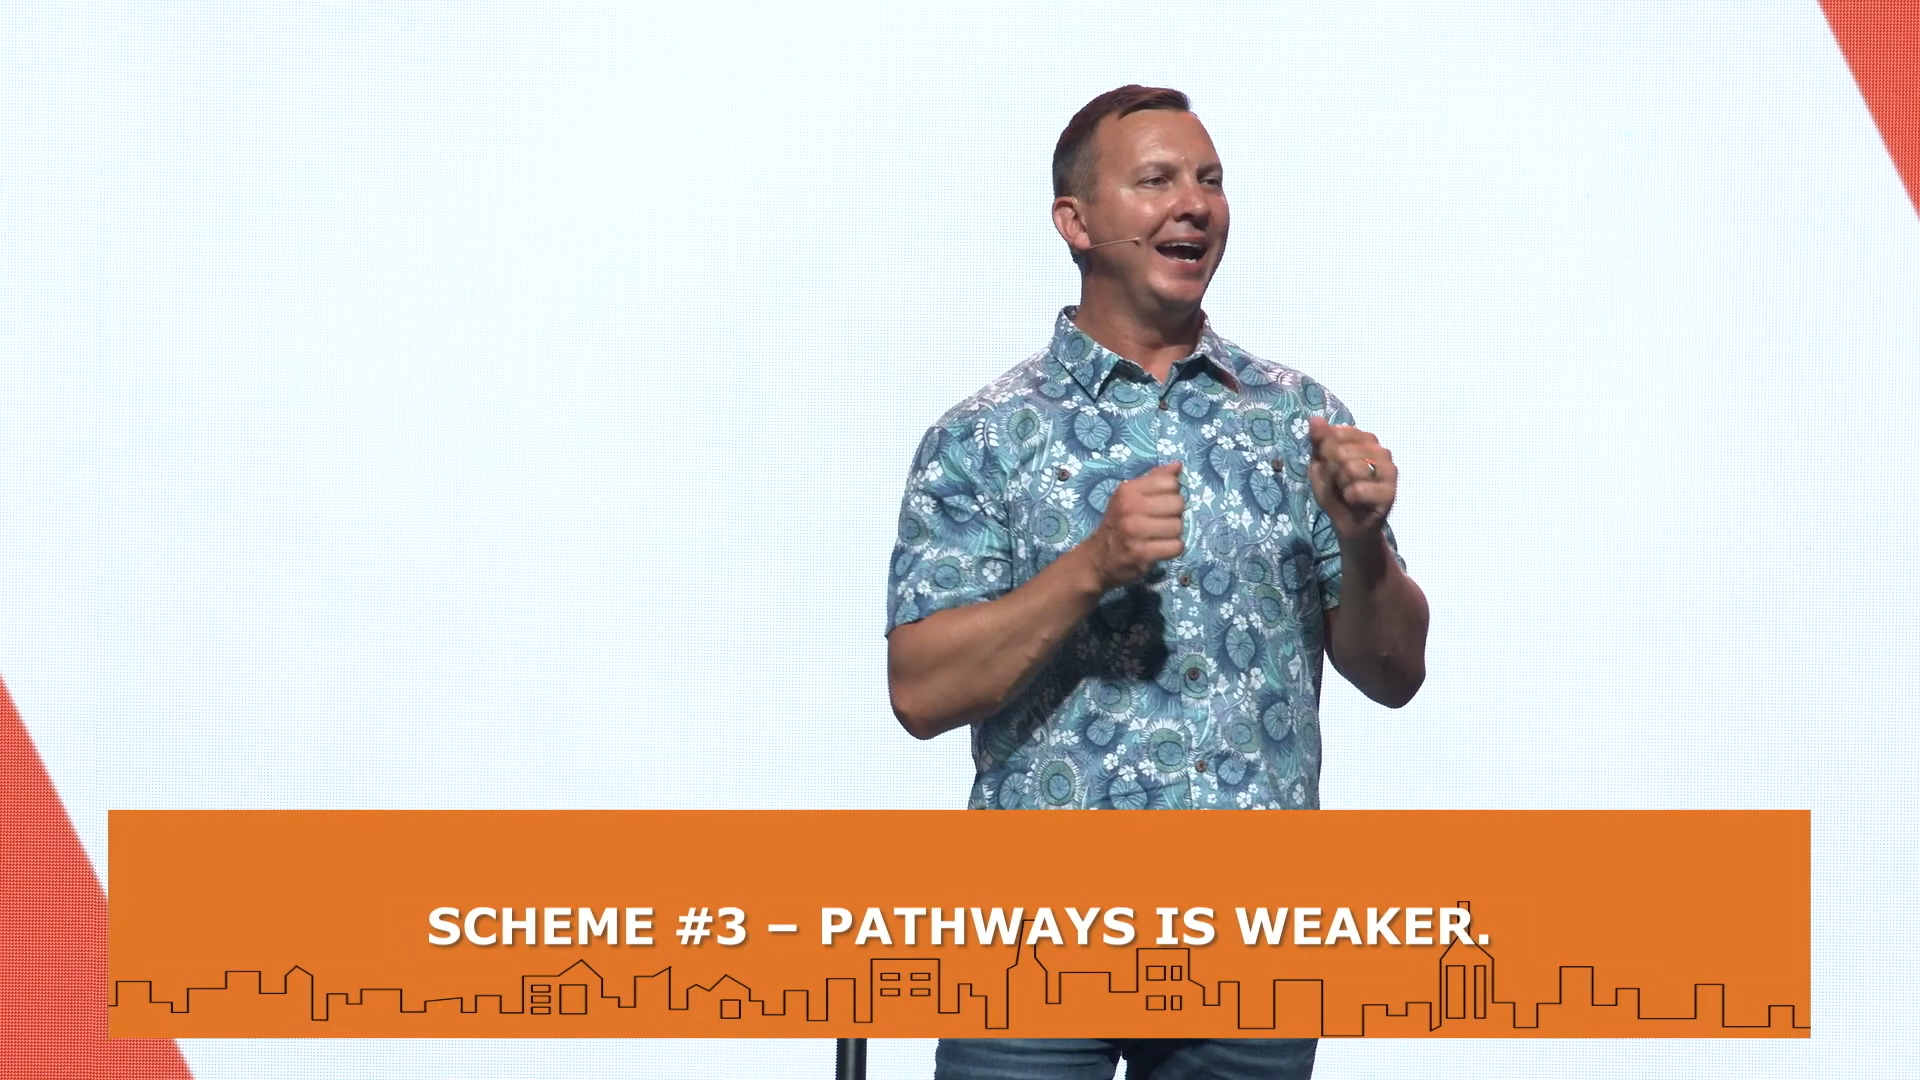 SCHEME #3 – PATHWAYS IS WEAKER.